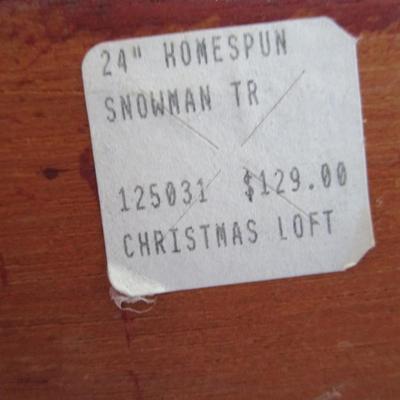 24" HOMESPUN
SNOWMAN TR
125031 $129.00
CHRISTMAS LOFT